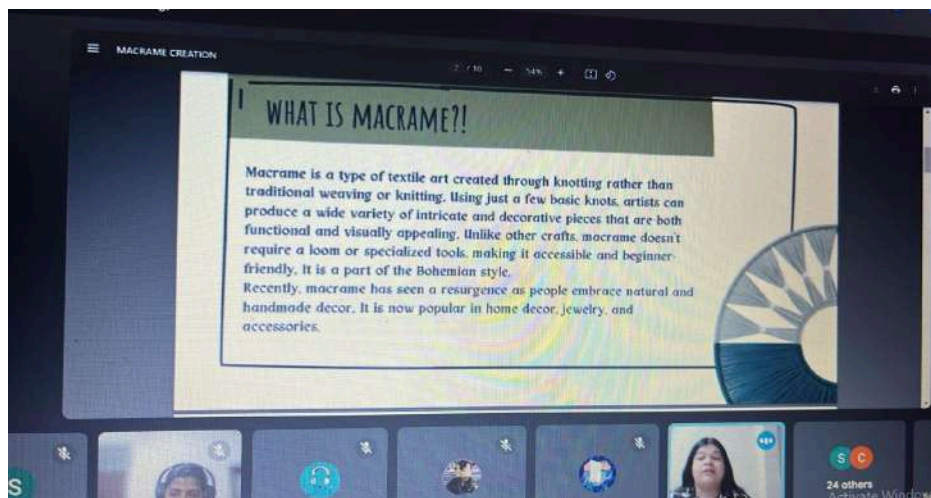 MACRAME CREATION
/ 10 — 54% +
WHAT IS MACRAME?!
Macrame is a type of textile art created through knotting rather than
traditional weaving or knitting. Using just a few basic knots, artists can
produce a wide variety of intricate and decorative pieces that are both
functional and visually appealing. Unlike other crafts, macrame doesn't
require a loom or specialized tools, making it accessible and beginner-
friendly. It is a part of the Bohemian style.
Recently, macrame has seen a resurgence as people embrace natural and
handmade decor. It is now popular in home decor, jewelry, and
accessories.
S
S C
24 others
Activate Windows